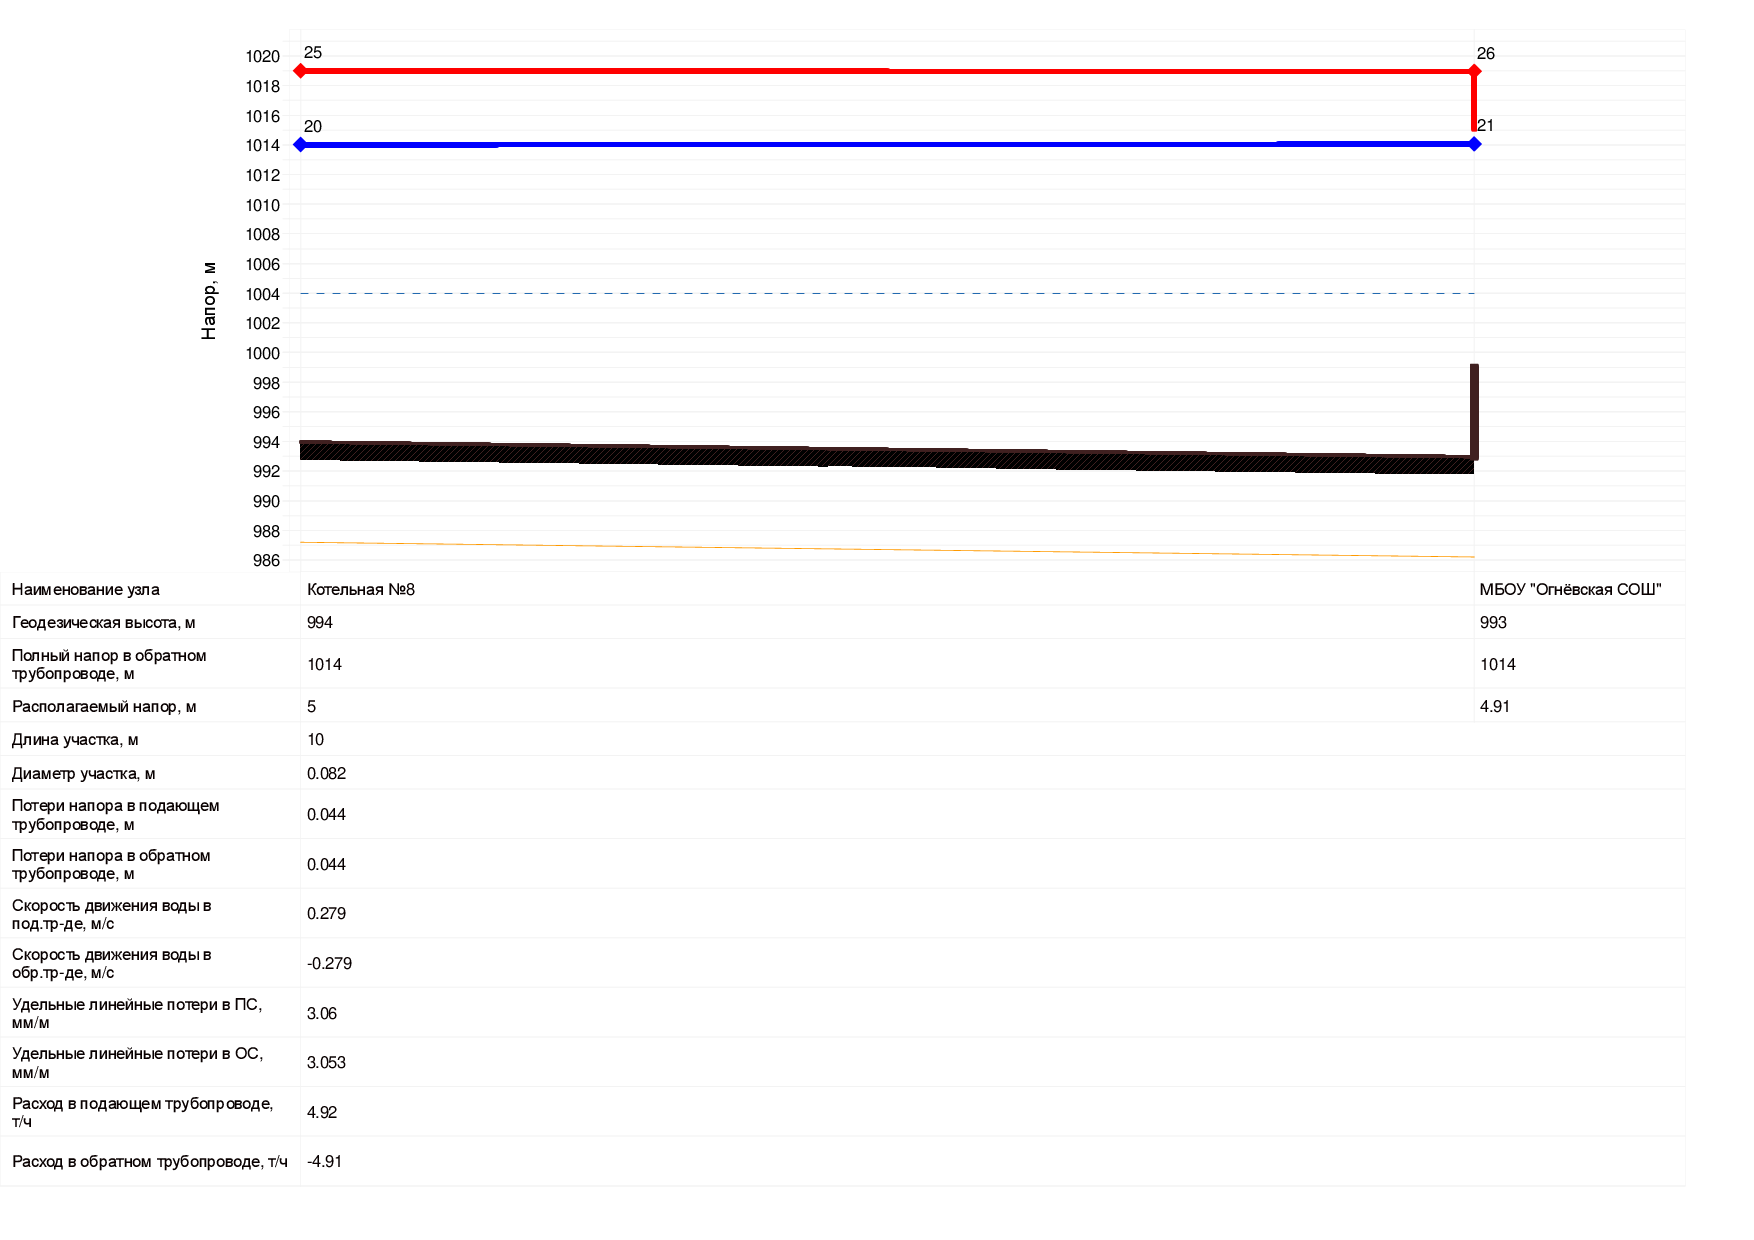 25
26
1020
1018
1016
20
21
1014
1012
1010
1008
1006
1004
1002
1000
998
996
994
992
990
988
986
Напор, м
Наименование узла Котельная №8 МБОУ "Огнёвская СОШ"
Геодезическая высота, м 994 993
Полный напор в обратном
трубопроводе, м 1014 1014
Располагаемый напор, м 5 4.91
Длина участка, м 10
Диаметр участка, м 0.082
Потери напора в подающем
трубопроводе, м 0.044
Потери напора в обратном
трубопроводе, м 0.044
Скорость движения воды в
под.тр-де, м/с 0.279
Скорость движения воды в
обр.тр-де, м/с -0.279
Удельные линейные потери в ПС,
мм/м 3.06
Удельные линейные потери в ОС,
мм/м 3.053
Расход в подающем трубопроводе,
т/ч 4.92
Расход в обратном трубопроводе, т/ч -4.91